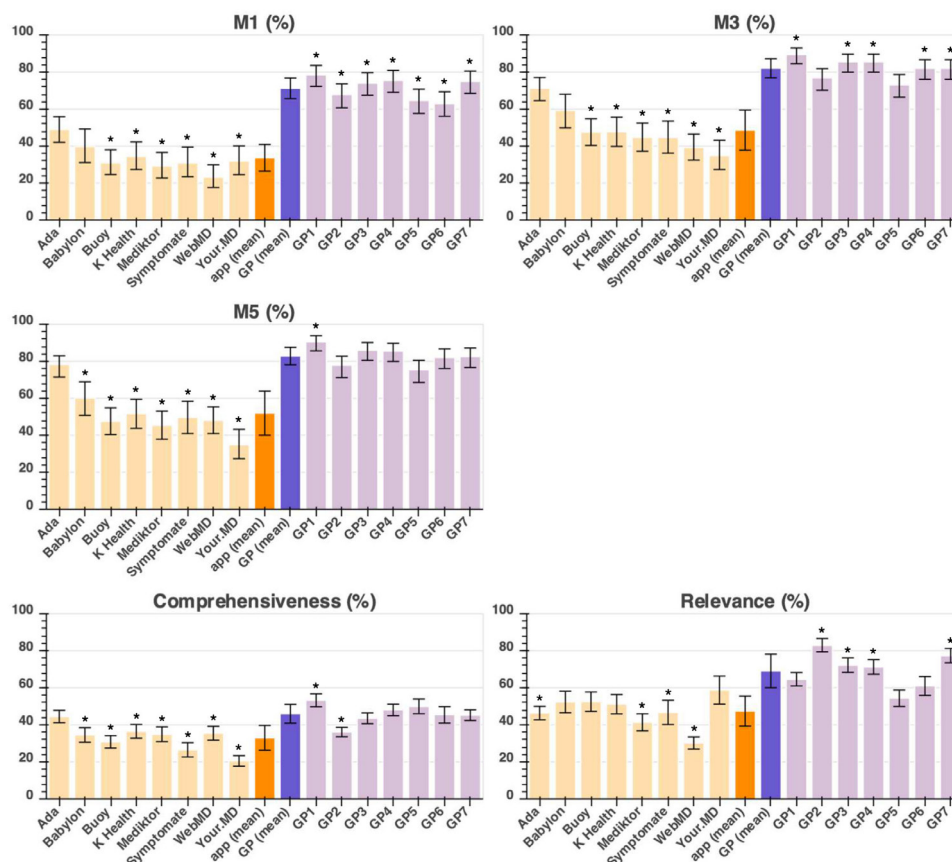 M1 (%)
100
80
60
40
20
0
* * * * * * * * * * * * *
Ada
Babylon
Buoy
K Health
Mediktor
Symptomate
WebMD
Your.MD
app (mean)
GP (mean)
GP1
GP2
GP3
GP4
GP5
GP6
GP7
M3 (%)
100
80
60
40
20
0
* * * * * * * * * * *
Ada
Babylon
Buoy
K Health
Mediktor
Symptomate
WebMD
Your.MD
app (mean)
GP (mean)
GP1
GP2
GP3
GP4
GP5
GP6
GP7
M5 (%)
100
80
60
40
20
0
* * * * * * * *
Ada
Babylon
Buoy
K Health
Mediktor
Symptomate
WebMD
Your.MD
app (mean)
GP (mean)
GP1
GP2
GP3
GP4
GP5
GP6
GP7
Comprehensiveness (%)
100
80
60
40
20
0
* * * * * * * * *
Ada
Babylon
Buoy
K Health
Mediktor
Symptomate
WebMD
Your.MD
app (mean)
GP (mean)
GP1
GP2
GP3
GP4
GP5
GP6
GP7
Relevance (%)
100
80
60
40
20
0
* * * * * * * *
Ada
Babylon
Buoy
K Health
Mediktor
Symptomate
WebMD
Your.MD
app (mean)
GP (mean)
GP1
GP2
GP3
GP4
GP5
GP6
GP7